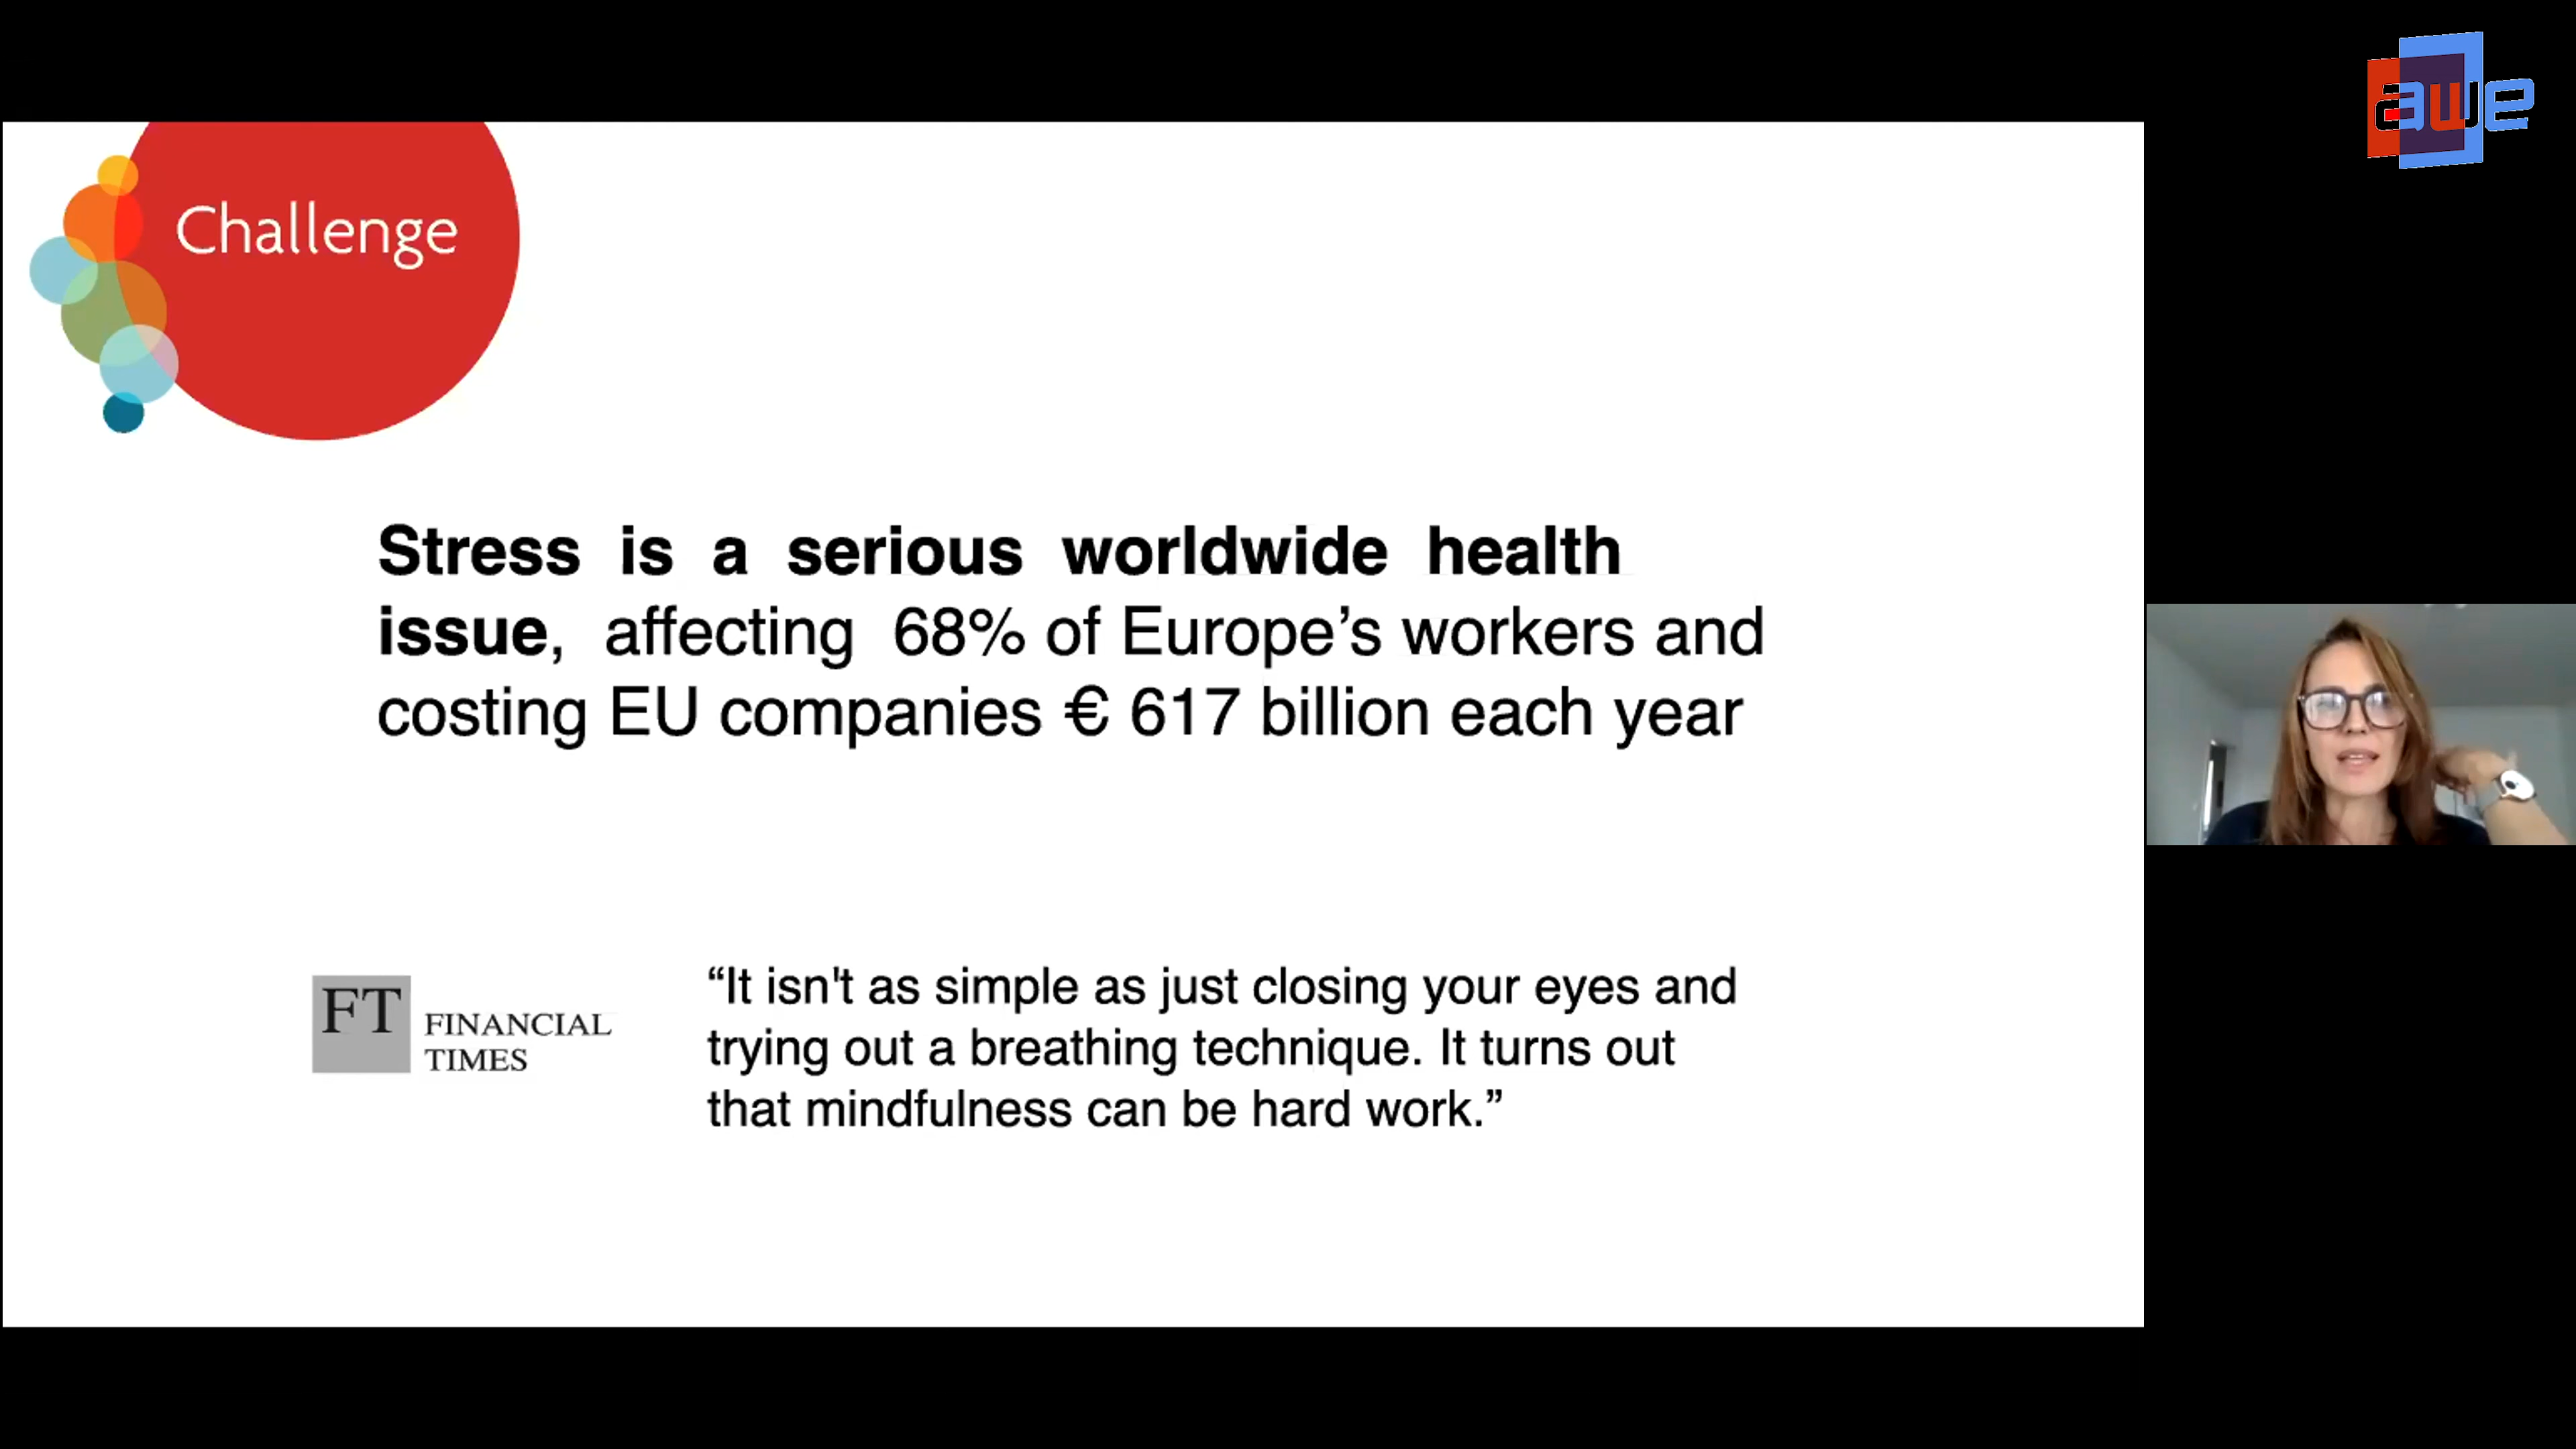 awe
Challenge
Stress is a serious worldwide health
issue, affecting 68% of Europe’s workers and
costing EU companies € 617 billion each year
FT FINANCIAL
TIMES
“It isn't as simple as just closing your eyes and
trying out a breathing technique. It turns out
that mindfulness can be hard work.”